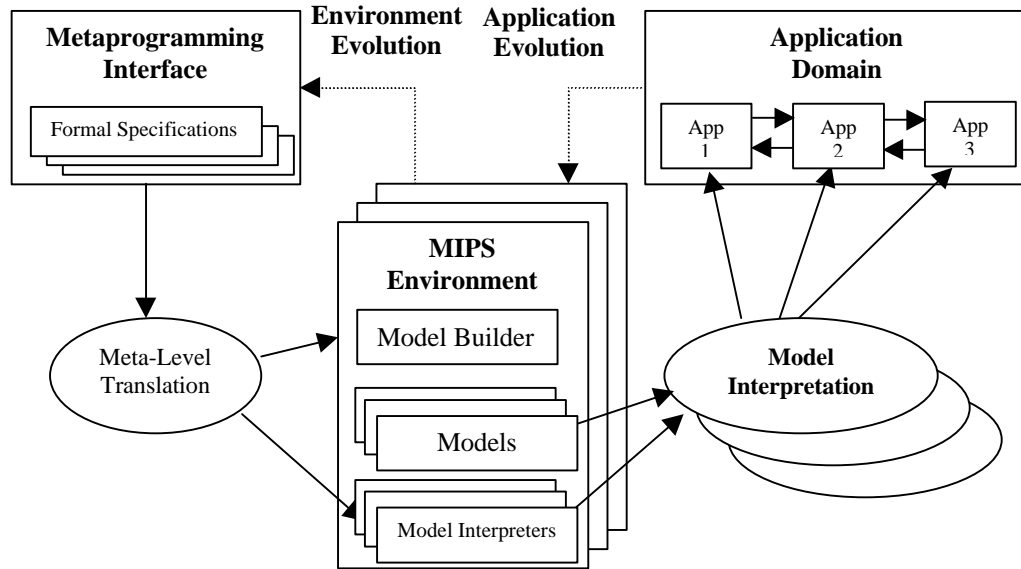 Metaprogramming
Interface
Formal Specifications
Environment
Evolution
Application
Evolution
Application
Domain
App
1
App
2
App
3
MIPS
Environment
Model Builder
Models
Model Interpreters
Meta-Level
Translation
Model
Interpretation